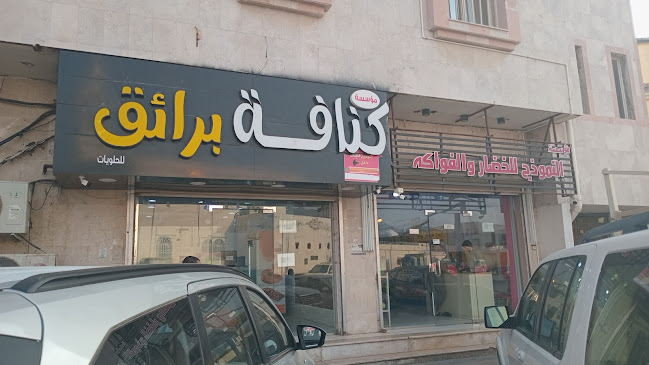 مؤسسة
كنافة برائق
للحلويات
النموذج للخضار والفواكه